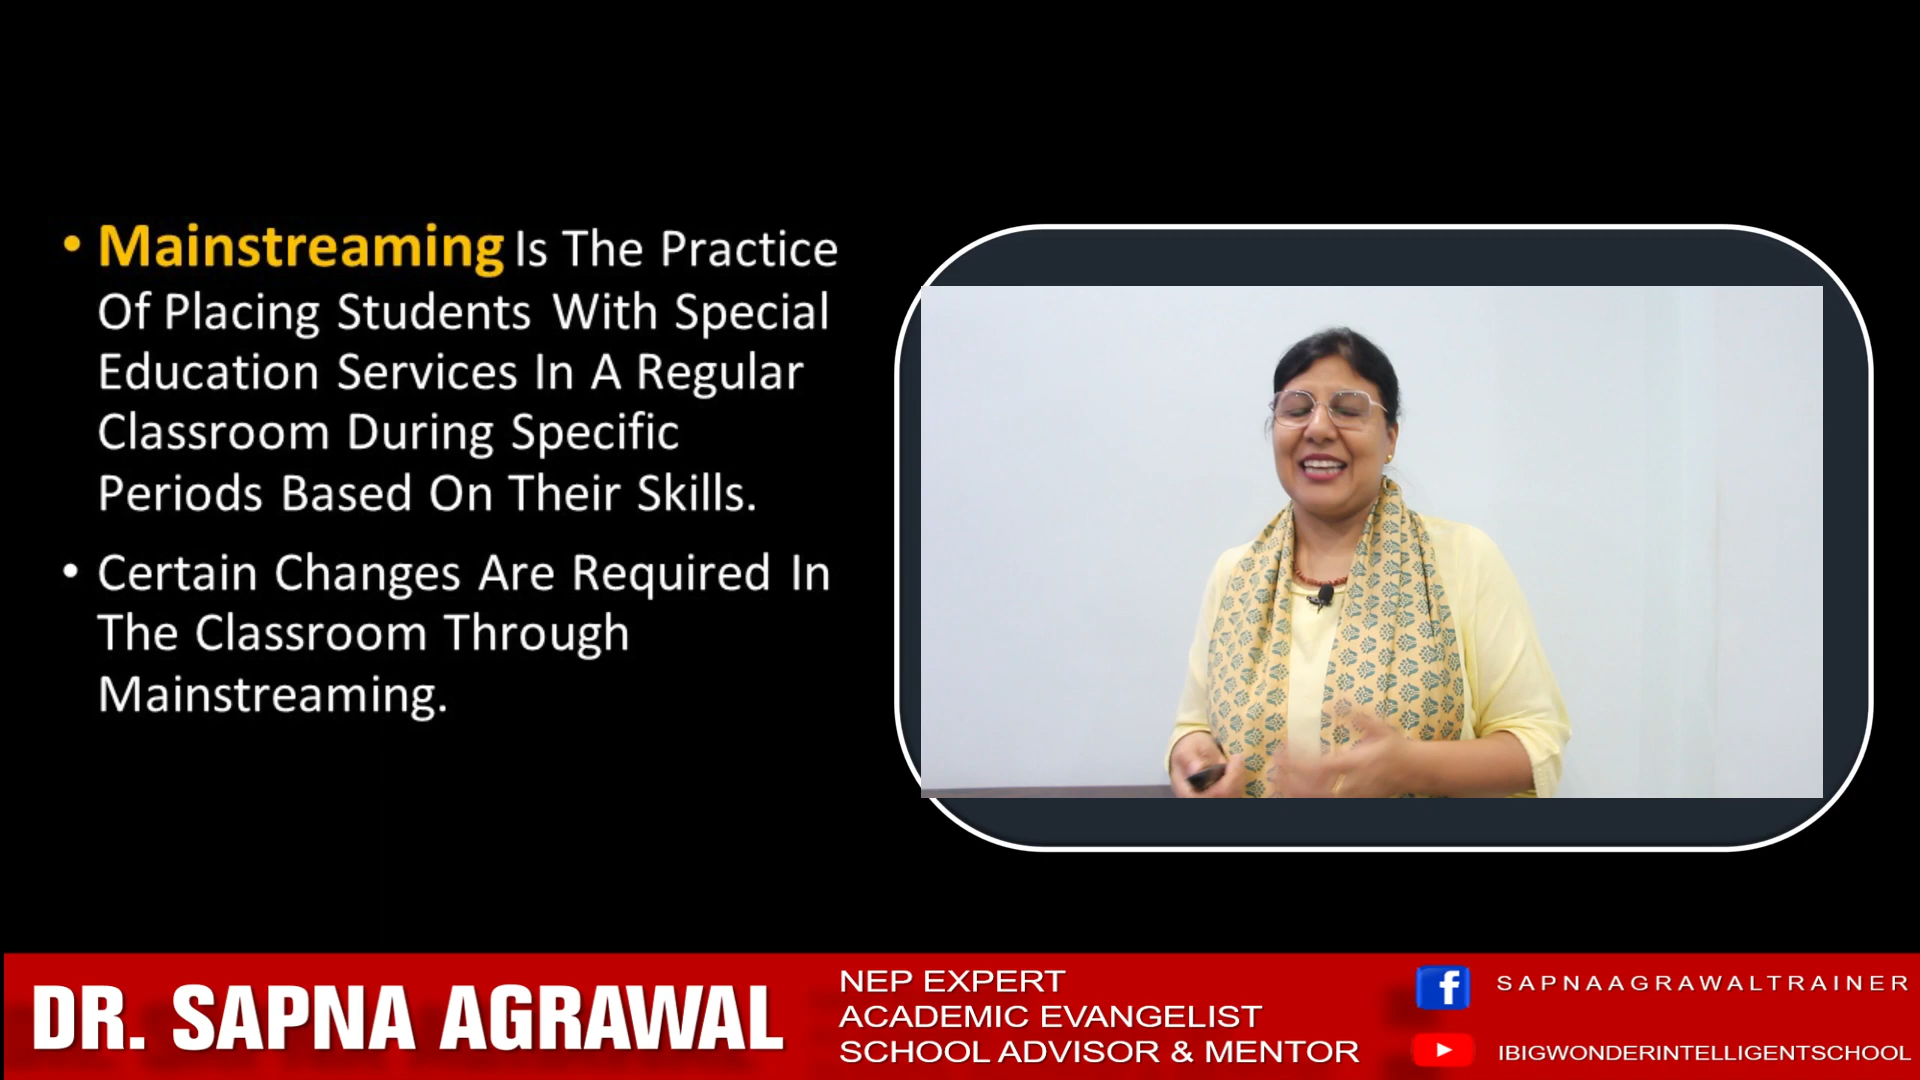 • Mainstreaming Is The Practice
Of Placing Students With Special
Education Services In A Regular
Classroom During Specific
Periods Based On Their Skills.
• Certain Changes Are Required In
The Classroom Through
Mainstreaming.
DR. SAPNA AGRAWAL
NEP EXPERT
ACADEMIC EVANGELIST
SCHOOL ADVISOR & MENTOR
f SAPNAAGRAWALTRAINER
IBIGWONDERINTELLIGENTSCHOOL